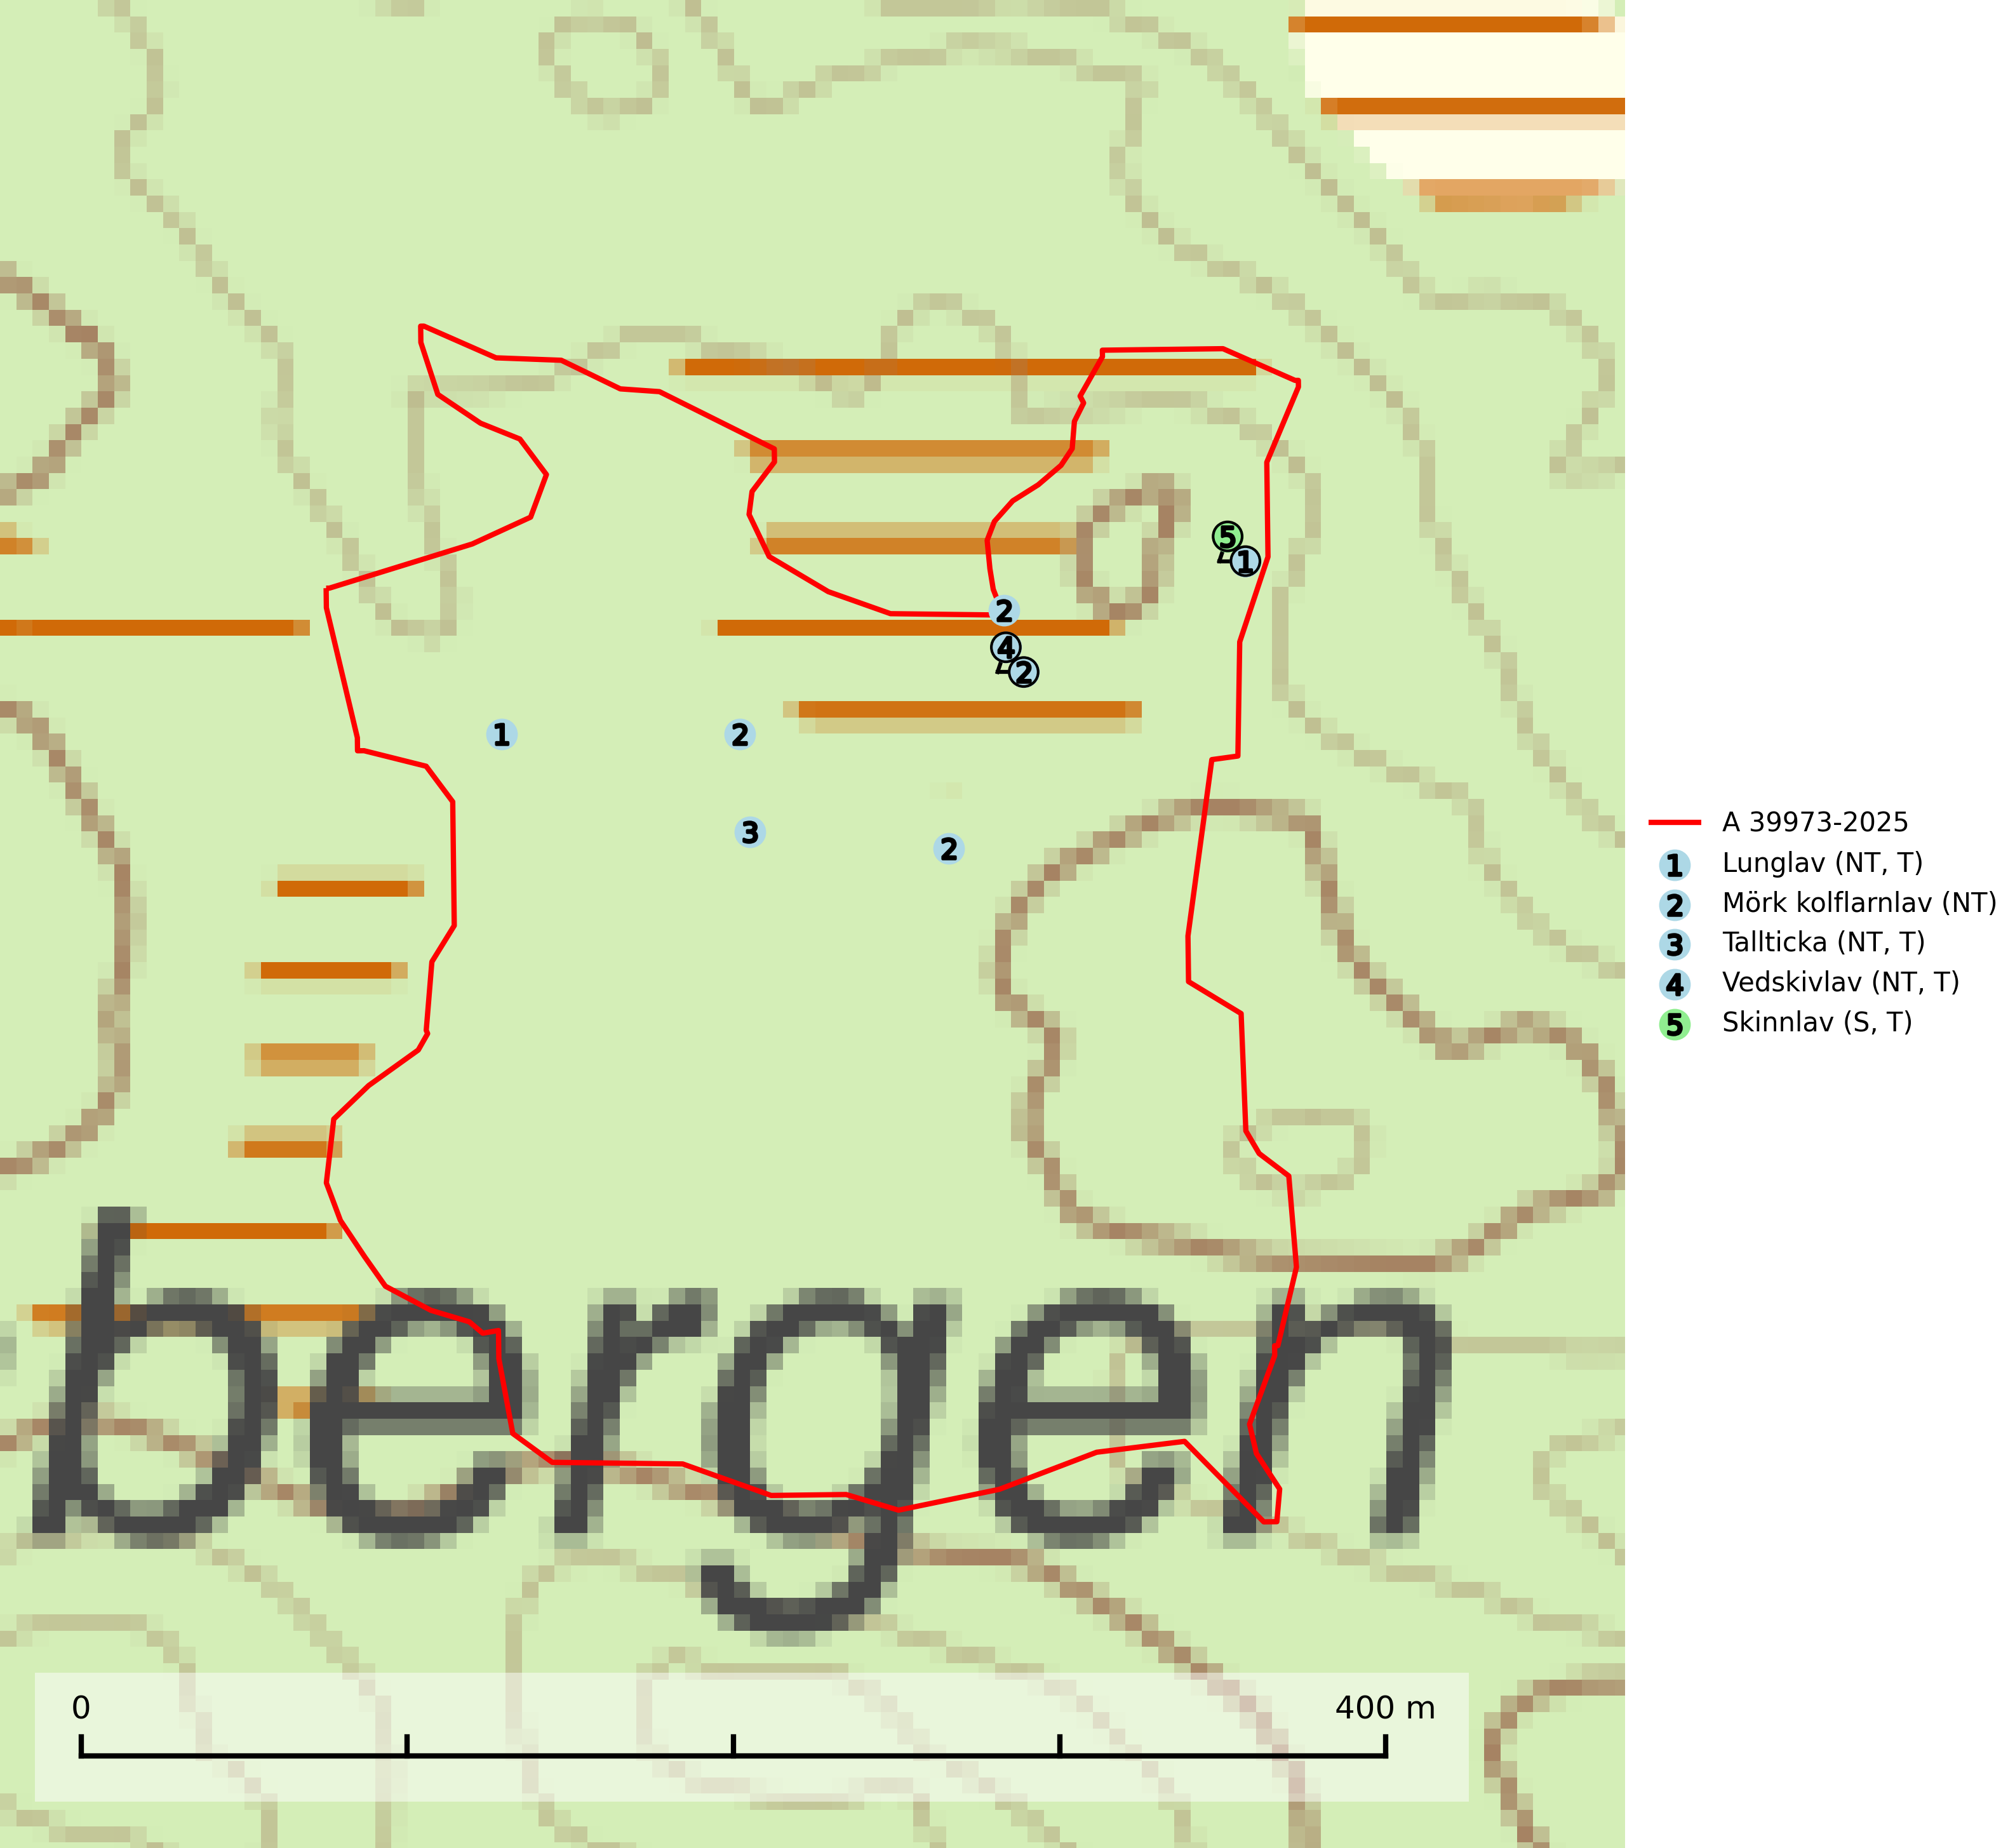 5
1
2
4
2
1
2
3
2
bergen
0 400 m
A 39973-2025
1 Lunglav (NT, T)
2 Mörk kolflarnlav (NT)
3 Tallticka (NT, T)
4 Vedskivlav (NT, T)
5 Skinnlav (S, T)